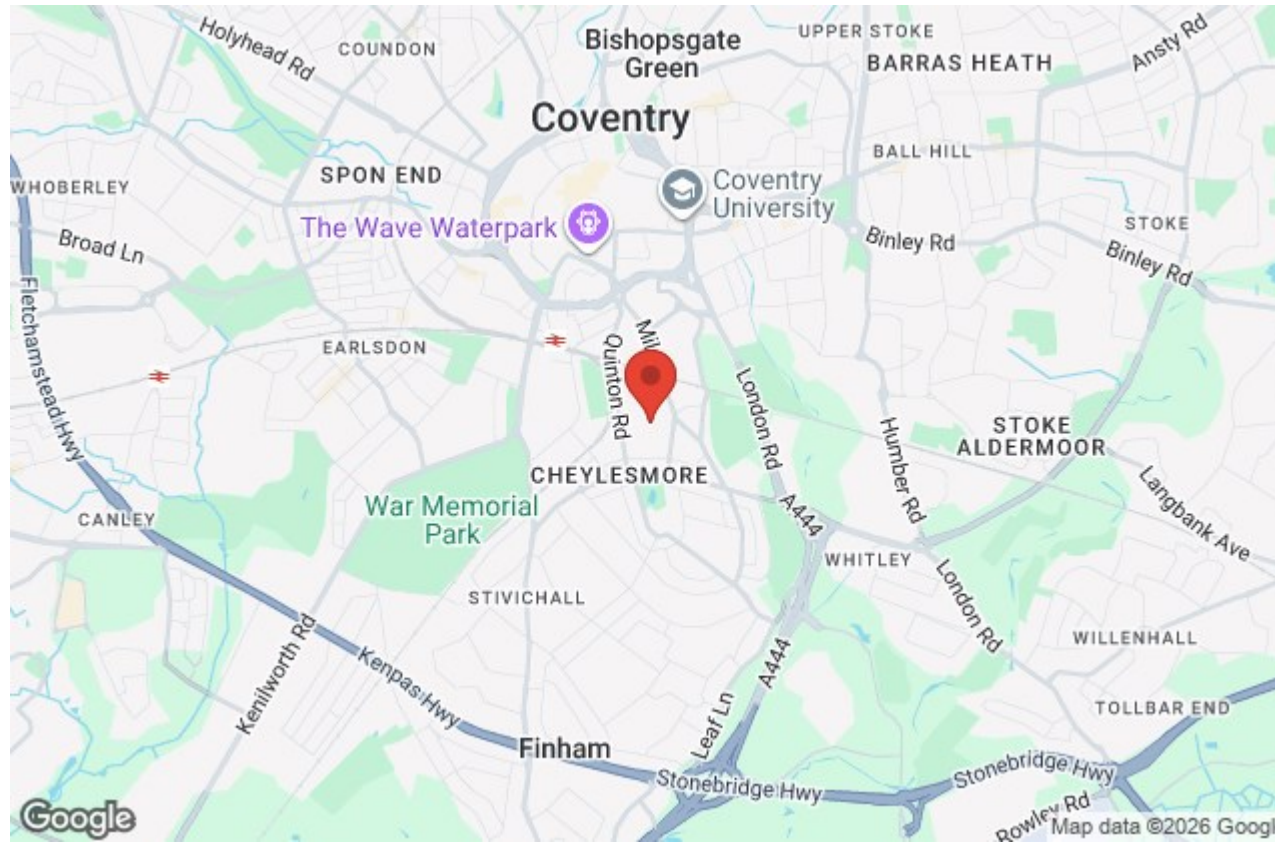 Holyhead Rd
COUNDON
Bishopsgate
Green
UPPER STOKE
BARRAS HEATH
Ansty Rd
Coventry
BALL HILL
WHOBERLEY
SPON END
Coventry
University
The Wave Waterpark
STOKE
Broad Ln
Binley Rd
Binley Rd
Fletchamstead Hwy
EARLSDON
Quinton Rd
Mil
London Rd
Humber Rd
STOKE
ALDERMOOR
Langbank Ave
CHEYLESMORE
War Memorial
Park
CANLEY
A444
WHITLEY
London Rd
STIVICHALL
Kenilworth Rd
Kenpas Hwy
WILLENHALL
A444
Leaf Ln
TOLLBAR END
Finham
Stonebridge Hwy
Stonebridge Hwy
Rowley Rd
Google
Map data ©2026 Googl